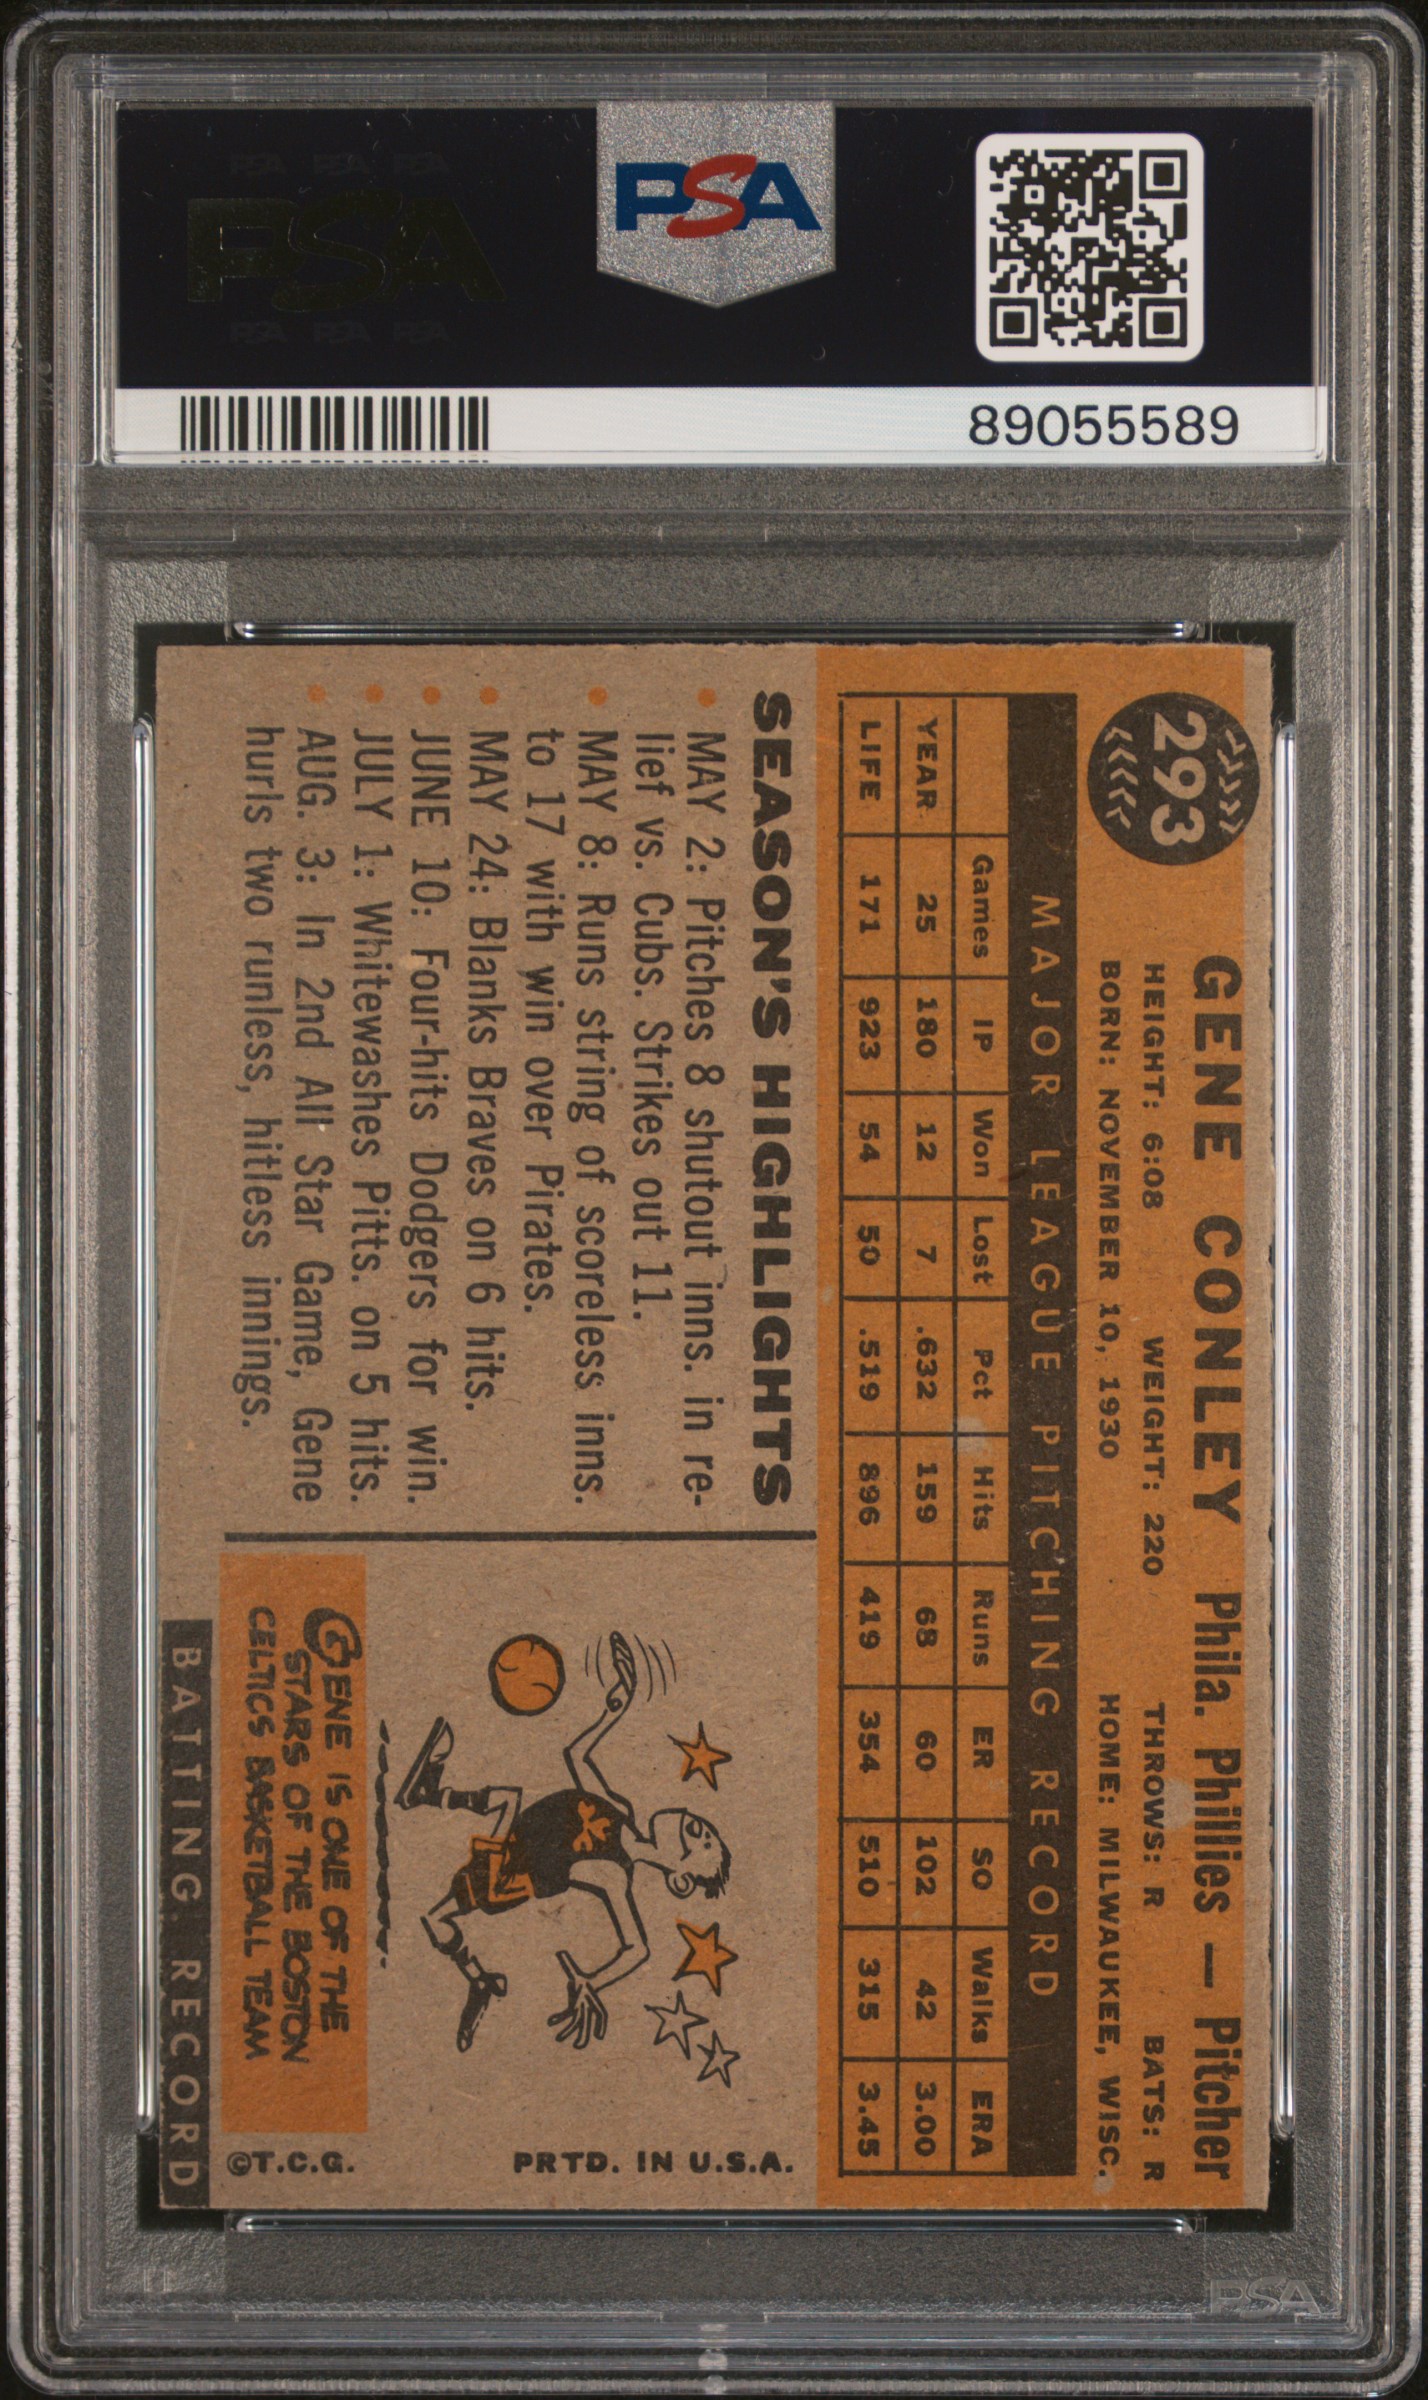 PSA PSA PSA
PSA
PSA PSA PSA
PSA
89055589
293
GENE CONLEY Phila. Phillies — Pitcher
HEIGHT: 6:08 WEIGHT: 220 THROWS: R BATS: R
BORN: NOVEMBER 10, 1930 HOME: MILWAUKEE, WISC.
MAJOR LEAGUE PITCHING RECORD
Games IP Won Lost Pct Hits Runs ER SO Walks ERA
YEAR 25 180 12 7 .632 159 68 60 102 42 3.00
LIFE 171 923 54 50 .519 896 419 354 510 315 3.45
SEASON'S HIGHLIGHTS
• MAY 2: Pitches 8 shutout inns. in re-
lief vs. Cubs. Strikes out 11.
• MAY 8: Runs string of scoreless inns.
to 17 with win over Pirates.
• MAY 24: Blanks Braves on 6 hits.
• JUNE 10: Four-hits Dodgers for win.
• JULY 1: Whitewashes Pitts. on 5 hits.
• AUG. 3: In 2nd All Star Game, Gene
hurls two runless, hitless innings.
GENE IS ONE OF THE
STARS OF THE BOSTON
CELTICS BASKETBALL TEAM
PRTD. IN U.S.A.
©T.C.G.
BATTING RECORD
PSA